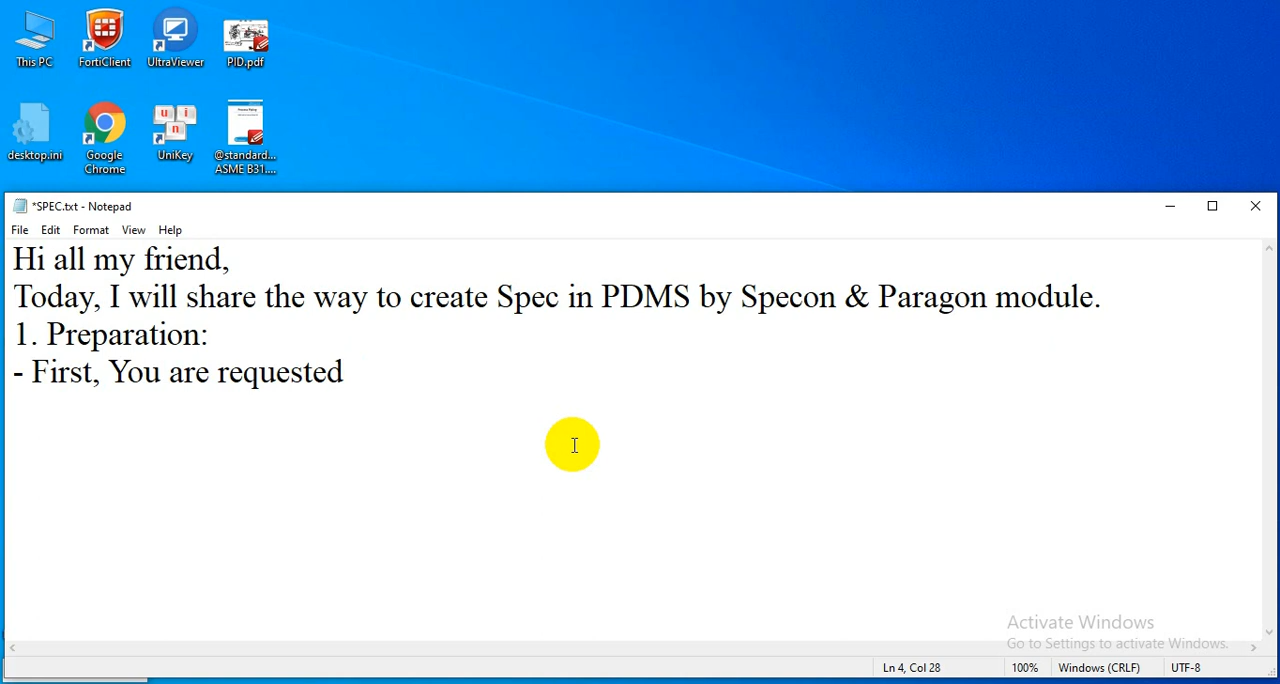 This PC
FortiClient
UltraViewer
PID.pdf
desktop.ini
Google
Chrome
u i
n
UniKey
@standard...
ASME B31....
*SPEC.txt - Notepad
File Edit Format View Help
Hi all my friend,
Today, I will share the way to create Spec in PDMS by Specon & Paragon module.
1. Preparation:
- First, You are requested
Activate Windows
Go to Settings to activate Windows.
Ln 4, Col 28 100% Windows (CRLF) UTF-8